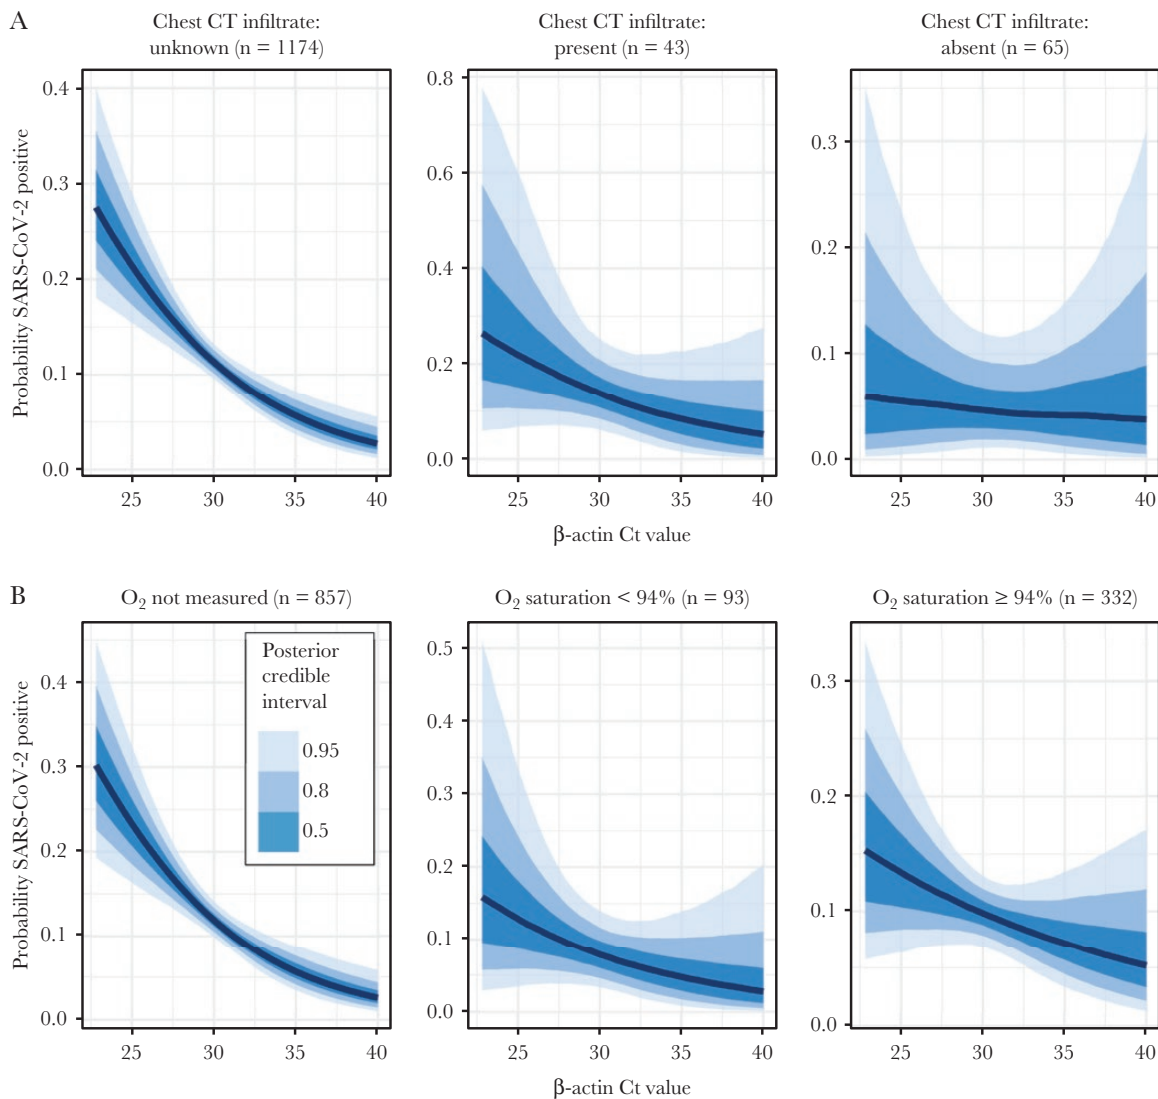 A
Chest CT infiltrate:
unknown (n = 1174)
Chest CT infiltrate:
present (n = 43)
Chest CT infiltrate:
absent (n = 65)
Probability SARS-CoV-2 positive
0.4
0.3
0.2
0.1
0.0
25 30 35 40
0.8
0.6
0.4
0.2
0.0
25 30 35 40
0.3
0.2
0.1
0.0
25 30 35 40
β-actin Ct value
B
O₂ not measured (n = 857)
O₂ saturation < 94% (n = 93)
O₂ saturation ≥ 94% (n = 332)
Probability SARS-CoV-2 positive
0.4
0.3
0.2
0.1
0.0
25 30 35 40
Posterior
credible
interval
0.95
0.8
0.5
0.5
0.4
0.3
0.2
0.1
0.0
25 30 35 40
0.3
0.2
0.1
0.0
25 30 35 40
β-actin Ct value